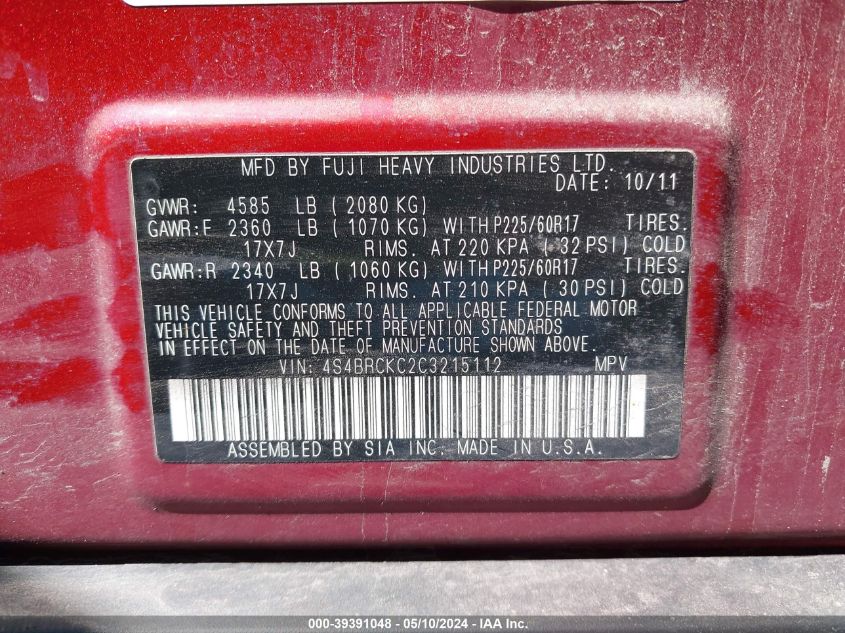 MFD BY FUJI HEAVY INDUSTRIES LTD.
DATE: 10/11
GVWR: 4585 LB ( 2080 KG)
GAWR:F 2360 LB ( 1070 KG) WITH P225/60R17 TIRES.
17X7J RIMS. AT 220 KPA ( 32 PSI) COLD
GAWR:R 2340 LB ( 1060 KG) WITH P225/60R17 TIRES.
17X7J RIMS. AT 210 KPA ( 30 PSI) COLD
THIS VEHICLE CONFORMS TO ALL APPLICABLE FEDERAL MOTOR
VEHICLE SAFETY AND THEFT PREVENTION STANDARDS
IN EFFECT ON THE DATE OF MANUFACTURE SHOWN ABOVE.
VIN: 4S4BRCKC2C3215112 MPV
ASSEMBLED BY SIA INC. MADE IN U.S.A.
000-39391048 - 05/10/2024 - IAA Inc.